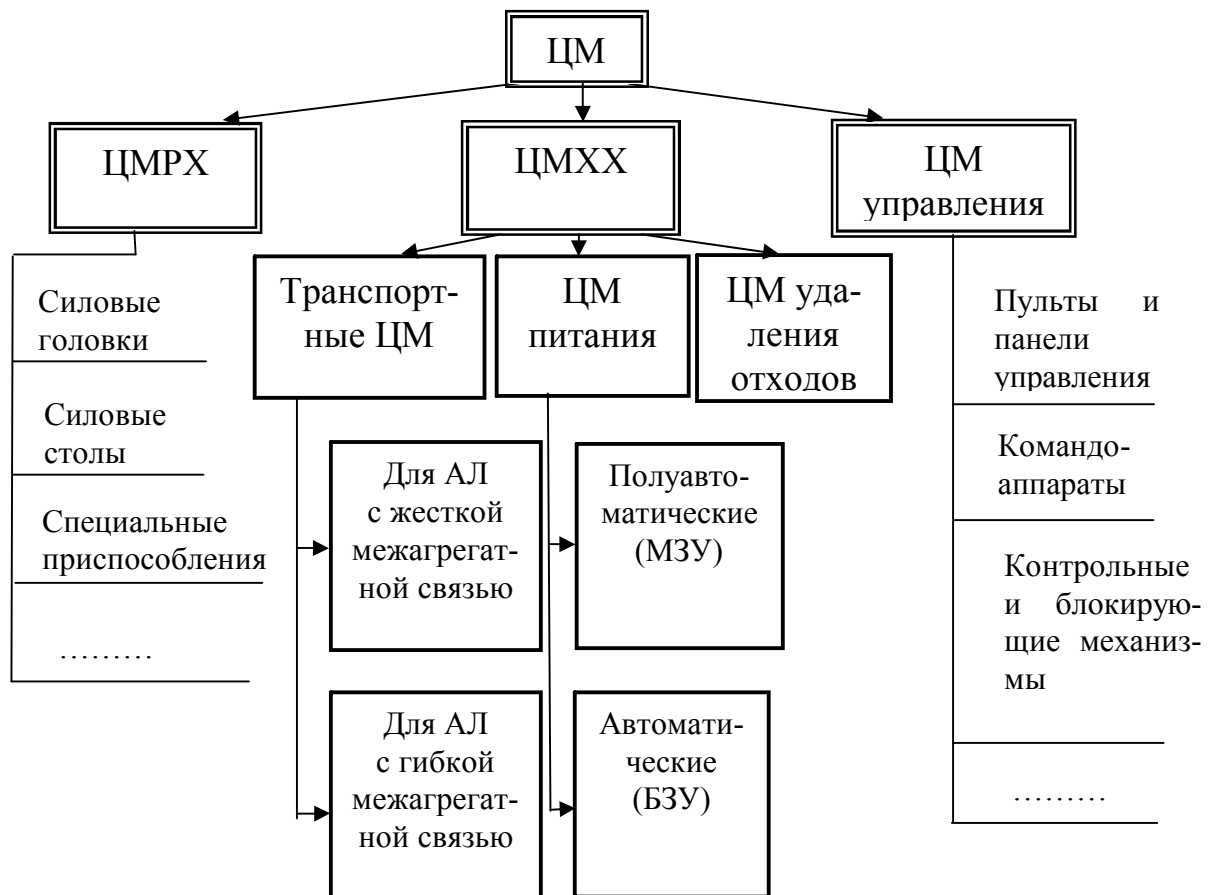 ЦМ
ЦМРХ
ЦМХХ
ЦМ
управления
Силовые
головки
Силовые
столы
Специальные
приспособления
………
Транспорт-
ные ЦМ
ЦМ
питания
ЦМ уда-
ления
отходов
Для АЛ
с жесткой
межагрегат-
ной связью
Для АЛ
с гибкой
межагрегат-
ной связью
Полуавто-
матические
(МЗУ)
Автомати-
ческие
(БЗУ)
Пульты и
панели
управления
Командо-
аппараты
Контрольные
и блокирую-
щие механиз-
мы
………